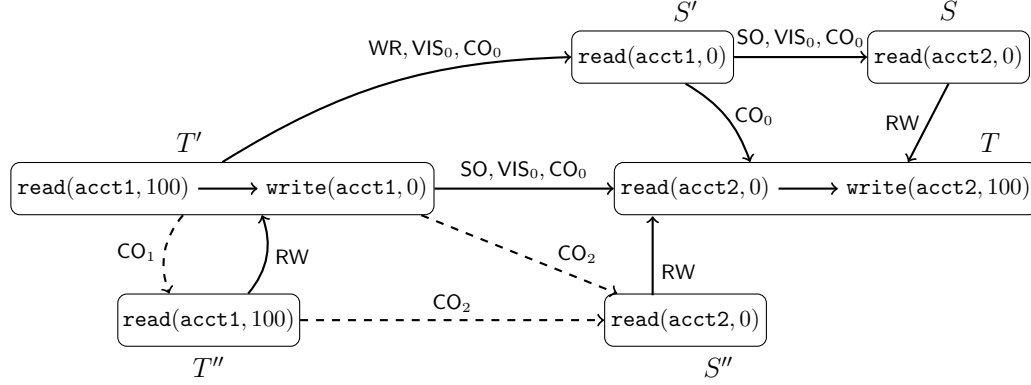 S′ S
WR, VIS₀, CO₀
read(acct1, 0)
SO, VIS₀, CO₀
read(acct2, 0)
CO₀
RW
T′ T
read(acct1, 100) write(acct1, 0)
SO, VIS₀, CO₀
read(acct2, 0) write(acct2, 100)
CO₁
RW
CO₂
RW
read(acct1, 100)
CO₂
read(acct2, 0)
T″ S″